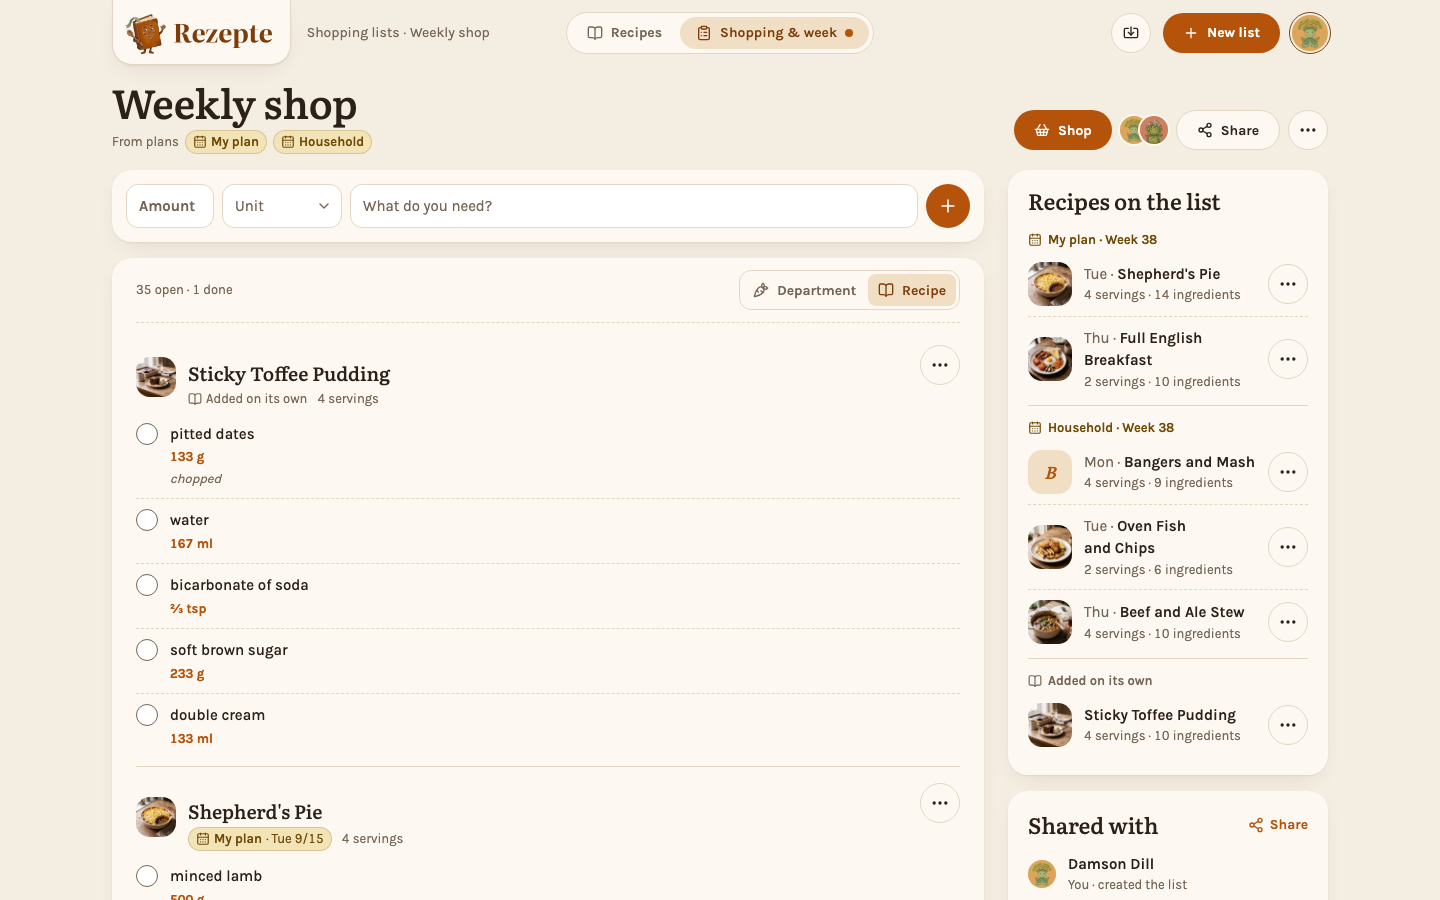 Rezepte
Shopping lists · Weekly shop
Recipes
Shopping & week
New list
Weekly shop
From plans
My plan
Household
Shop
Share
Amount
Unit
What do you need?
35 open · 1 done
Department
Recipe
Sticky Toffee Pudding
Added on its own 4 servings
pitted dates
133 g
chopped
water
167 ml
bicarbonate of soda
⅔ tsp
soft brown sugar
233 g
double cream
133 ml
Shepherd's Pie
My plan · Tue 9/15 4 servings
minced lamb
500 g
Recipes on the list
My plan · Week 38
Tue · Shepherd's Pie
4 servings · 14 ingredients
Thu · Full English
Breakfast
2 servings · 10 ingredients
Household · Week 38
B
Mon · Bangers and Mash
4 servings · 9 ingredients
Tue · Oven Fish
and Chips
2 servings · 6 ingredients
Thu · Beef and Ale Stew
4 servings · 10 ingredients
Added on its own
Sticky Toffee Pudding
4 servings · 10 ingredients
Shared with
Share
Damson Dill
You · created the list